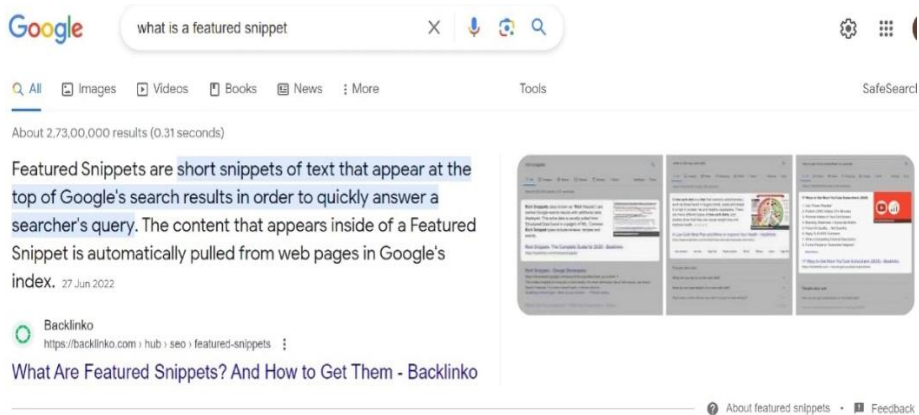 Google
what is a featured snippet
All Images Videos Books News More Tools SafeSearch
About 2,73,00,000 results (0.31 seconds)
Featured Snippets are short snippets of text that appear at the
top of Google's search results in order to quickly answer a
searcher's query. The content that appears inside of a Featured
Snippet is automatically pulled from web pages in Google's
index. 27 Jun 2022
Backlinko
https://backlinko.com › hub › seo › featured-snippets
What Are Featured Snippets? And How to Get Them - Backlinko
About featured snippets • Feedback